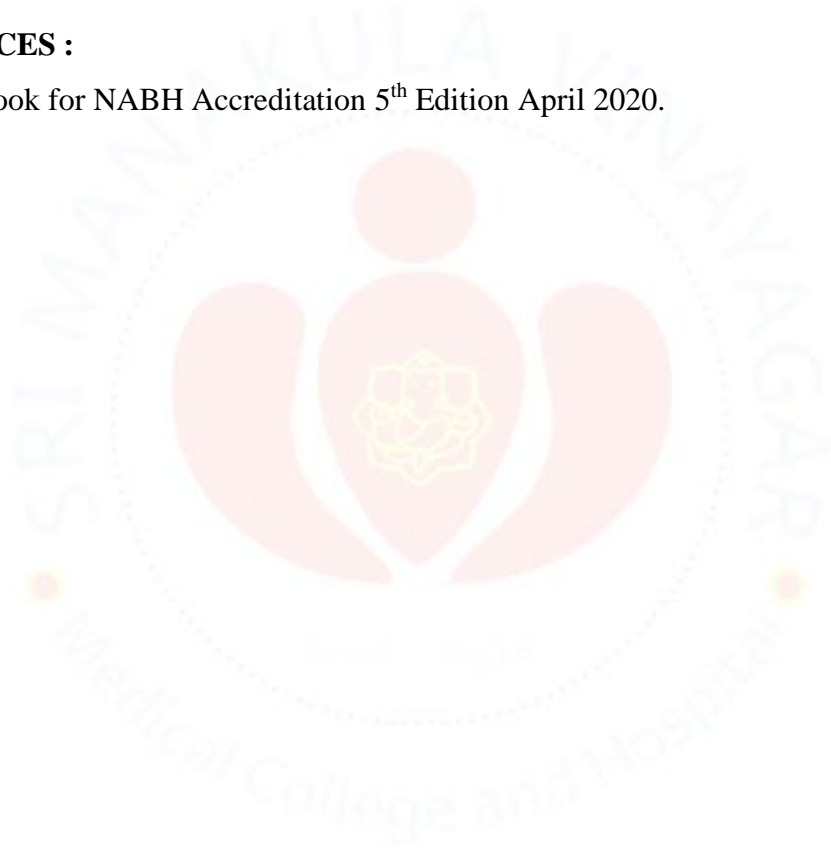 CES :
ook for NABH Accreditation 5th Edition April 2020.
SRI MANAKULA VINAYAGAR
Medical College and Hospital